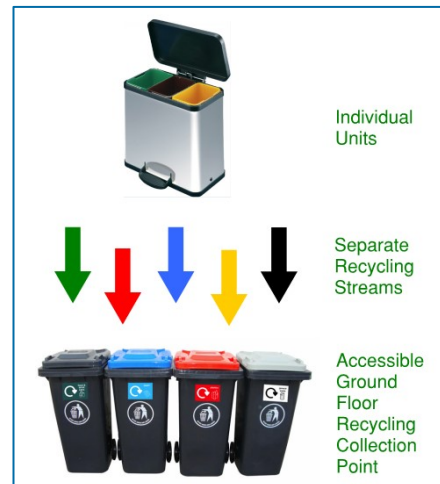 Individual
Units
Separate
Recycling
Streams
Accessible
Ground
Floor
Recycling
Collection
Point